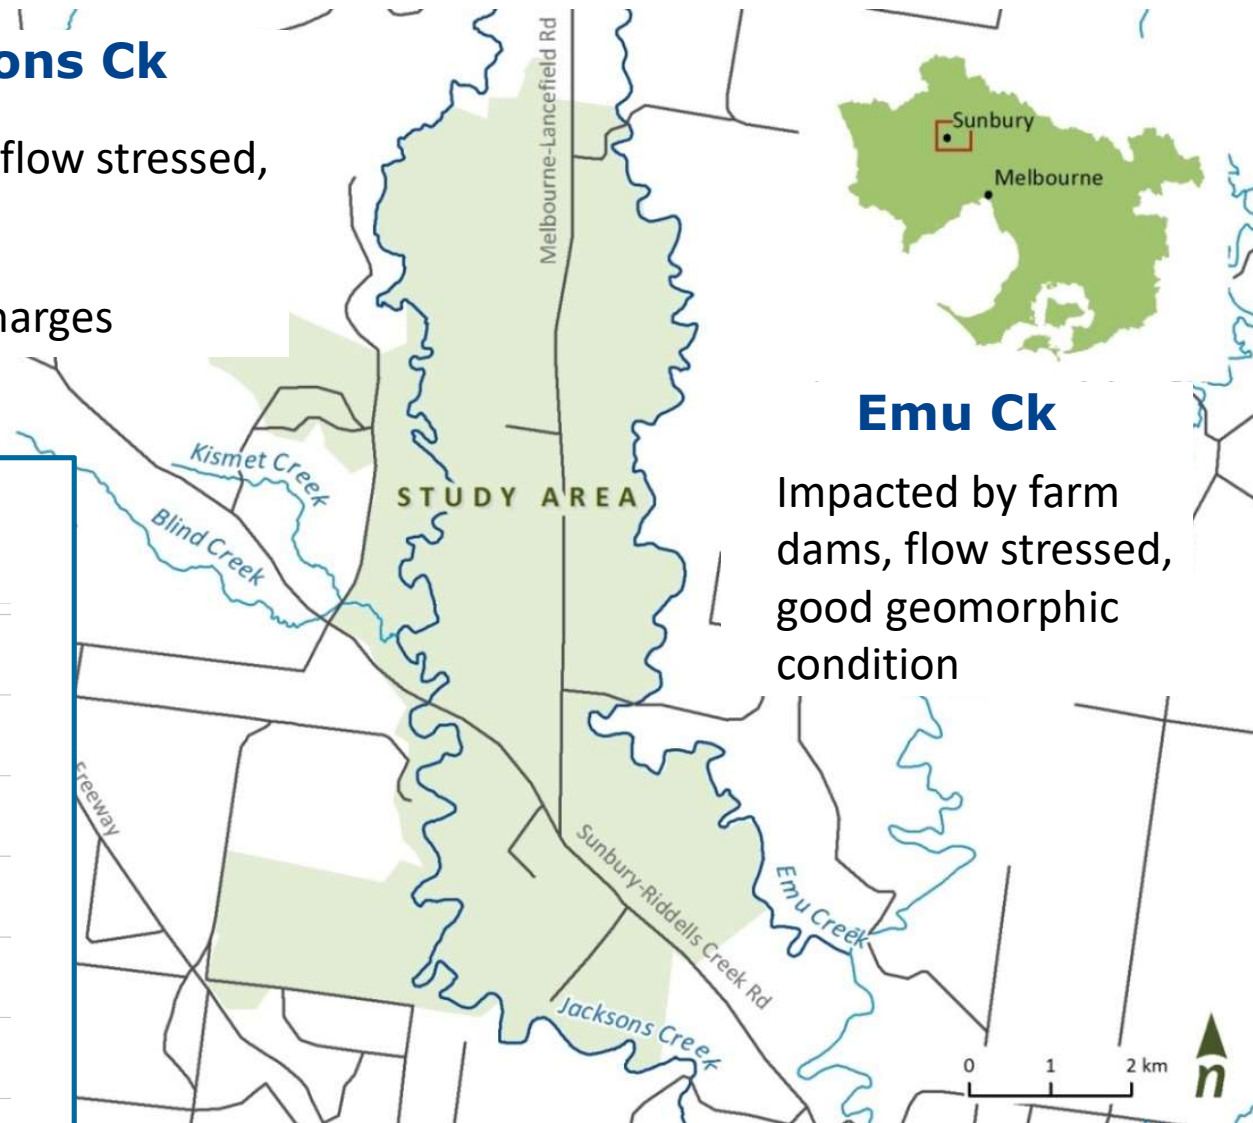 ons Ck
flow stressed,
harges
Melbourne-Lancefield Rd
Sunbury
Melbourne
Emu Ck
Impacted by farm
dams, flow stressed,
good geomorphic
condition
Kismet Creek
Blind Creek
STUDY AREA
Freeway
Sunbury-Riddells Creek Rd
Emu Creek
Jacksons Creek
0 1 2 km
n